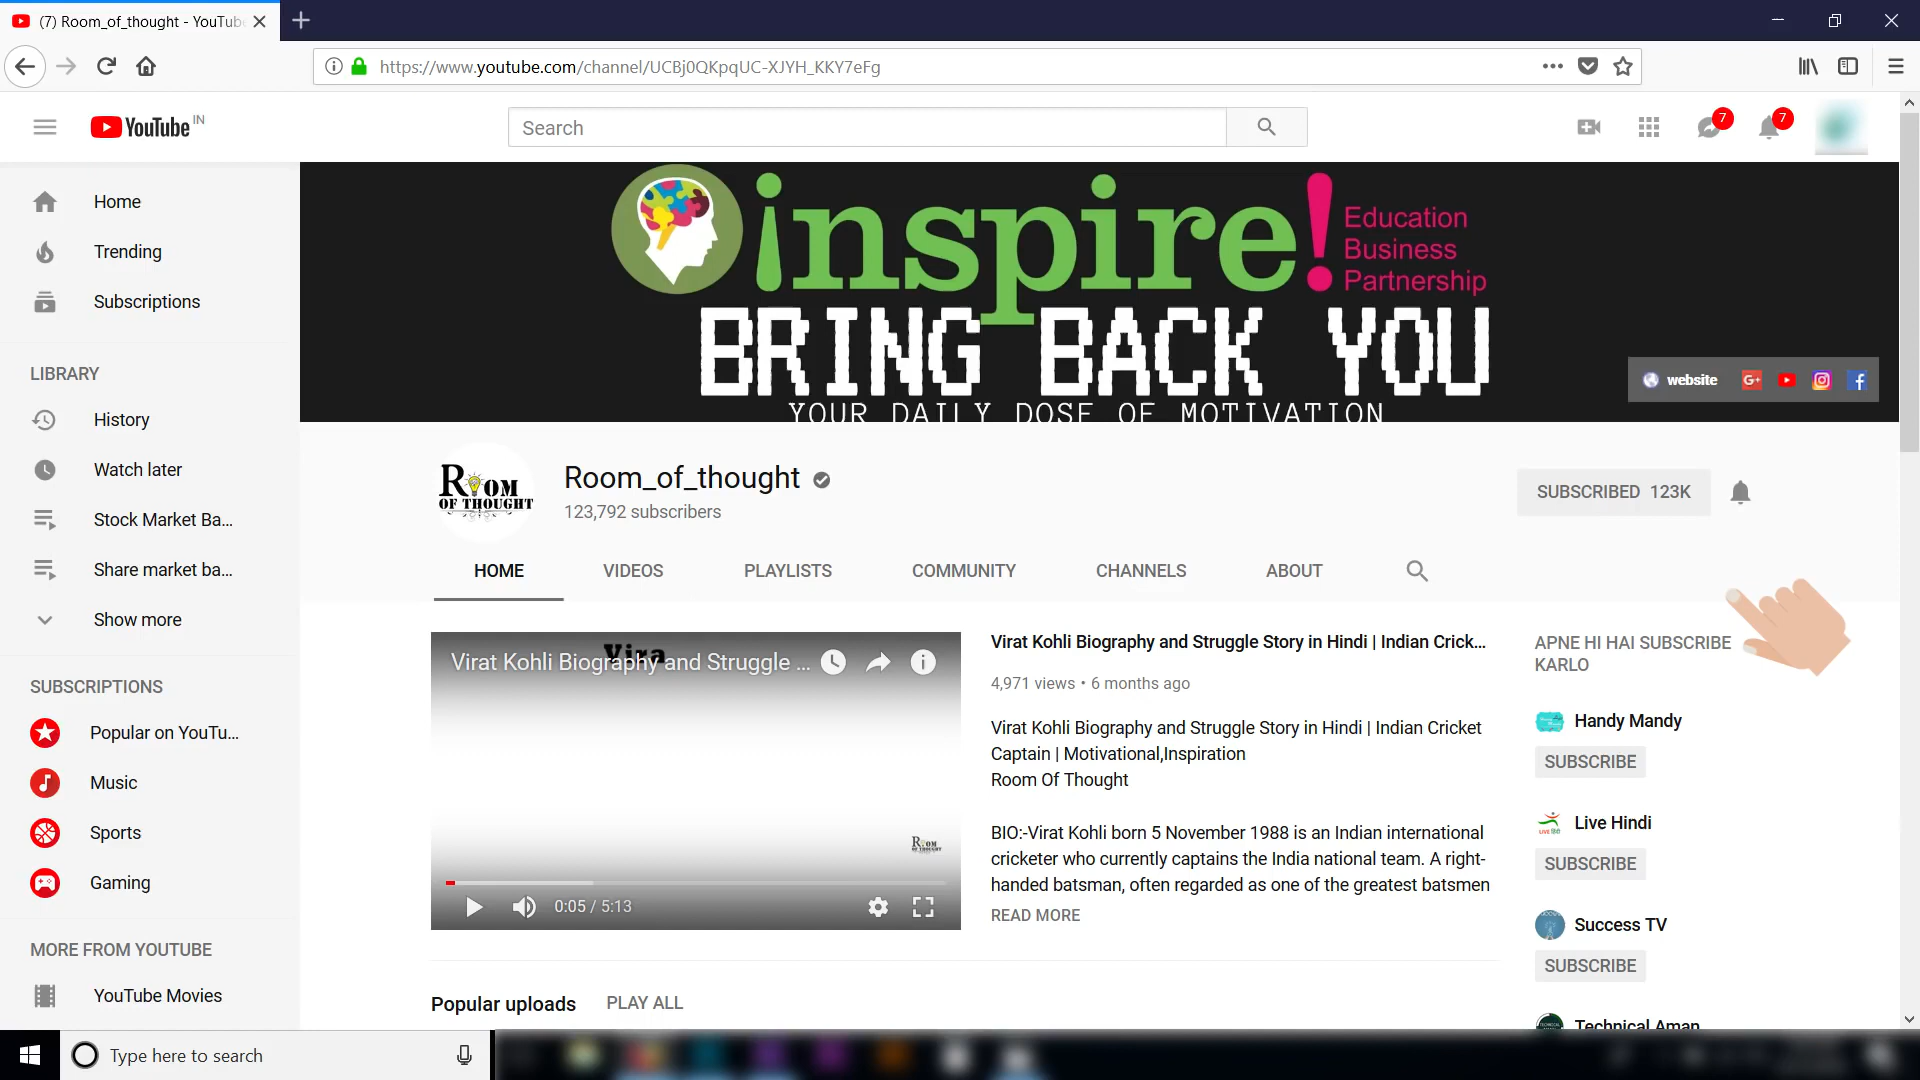 (7) Room_of_thought - YouTub
https://www.youtube.com/channel/UCBj0QKpqUC-XJYH_KKY7eFg
YouTube IN
Search
7
7
Home
Trending
Subscriptions
LIBRARY
History
Watch later
Stock Market Ba...
Share market ba...
Show more
SUBSCRIPTIONS
Popular on YouTu...
Music
Sports
Gaming
MORE FROM YOUTUBE
YouTube Movies
inspire!
Education
Business
Partnership
BRING BACK YOU
YOUR DAILY DOSE OF MOTIVATION
website
ROOM
OF THOUGHT
Room_of_thought
123,792 subscribers
SUBSCRIBED 123K
HOME VIDEOS PLAYLISTS COMMUNITY CHANNELS ABOUT
Vira
Virat Kohli Biography and Struggle ...
ROOM
OF THOUGHT
0:05 / 5:13
Virat Kohli Biography and Struggle Story in Hindi | Indian Crick...
4,971 views • 6 months ago
Virat Kohli Biography and Struggle Story in Hindi | Indian Cricket
Captain | Motivational,Inspiration
Room Of Thought
BIO:-Virat Kohli born 5 November 1988 is an Indian international
cricketer who currently captains the India national team. A right-
handed batsman, often regarded as one of the greatest batsmen
READ MORE
Popular uploads PLAY ALL
APNE HI HAI SUBSCRIBE
KARLO
Handy Mandy
SUBSCRIBE
Live Hindi
SUBSCRIBE
Success TV
SUBSCRIBE
Technical Aman
Type here to search